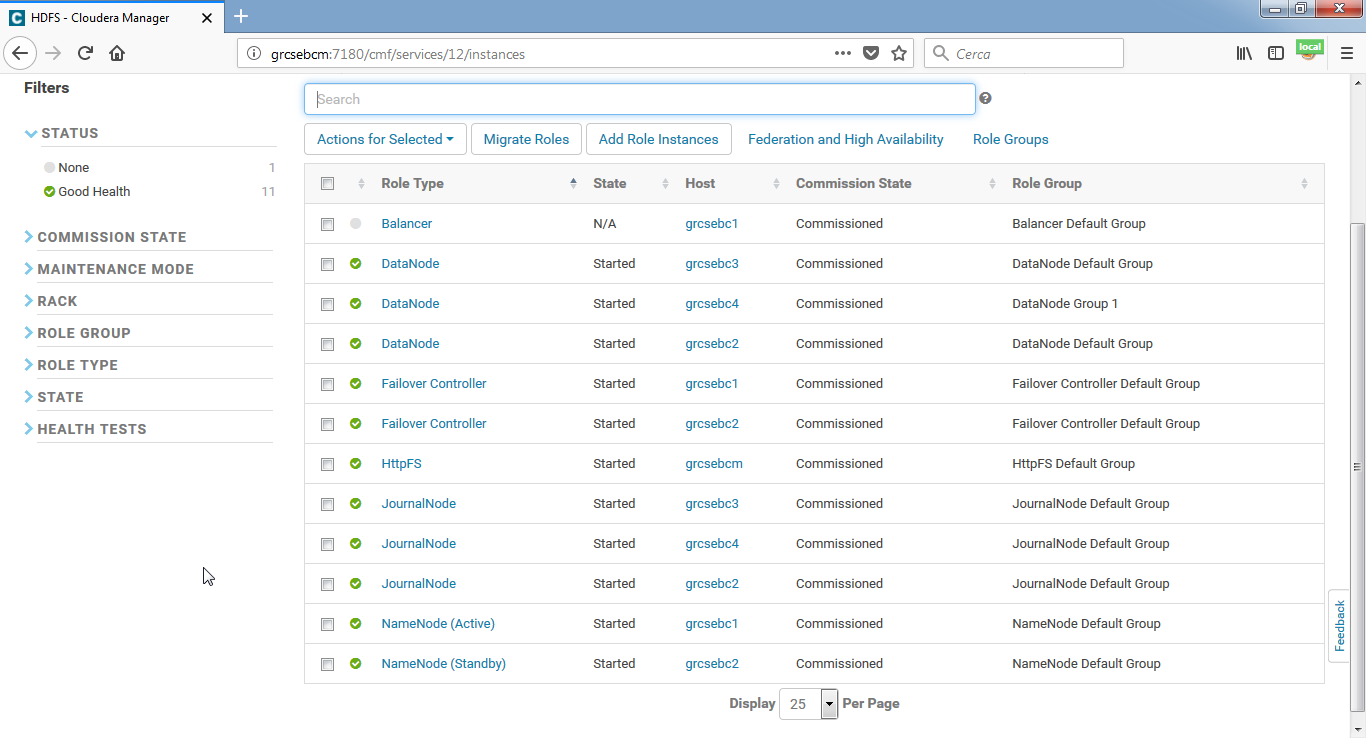 HDFS - Cloudera Manager
grcsebcm:7180/cmf/services/12/instances
Cerca
local
Filters
Search
STATUS
None 1
Good Health 11
COMMISSION STATE
MAINTENANCE MODE
RACK
ROLE GROUP
ROLE TYPE
STATE
HEALTH TESTS
Actions for Selected Migrate Roles Add Role Instances Federation and High Availability Role Groups
Role Type State Host Commission State Role Group
Balancer N/A grcsebc1 Commissioned Balancer Default Group
DataNode Started grcsebc3 Commissioned DataNode Default Group
DataNode Started grcsebc4 Commissioned DataNode Group 1
DataNode Started grcsebc2 Commissioned DataNode Default Group
Failover Controller Started grcsebc1 Commissioned Failover Controller Default Group
Failover Controller Started grcsebc2 Commissioned Failover Controller Default Group
HttpFS Started grcsebcm Commissioned HttpFS Default Group
JournalNode Started grcsebc3 Commissioned JournalNode Default Group
JournalNode Started grcsebc4 Commissioned JournalNode Default Group
JournalNode Started grcsebc2 Commissioned JournalNode Default Group
NameNode (Active) Started grcsebc1 Commissioned NameNode Default Group
NameNode (Standby) Started grcsebc2 Commissioned NameNode Default Group
Display 25 Per Page
Feedback